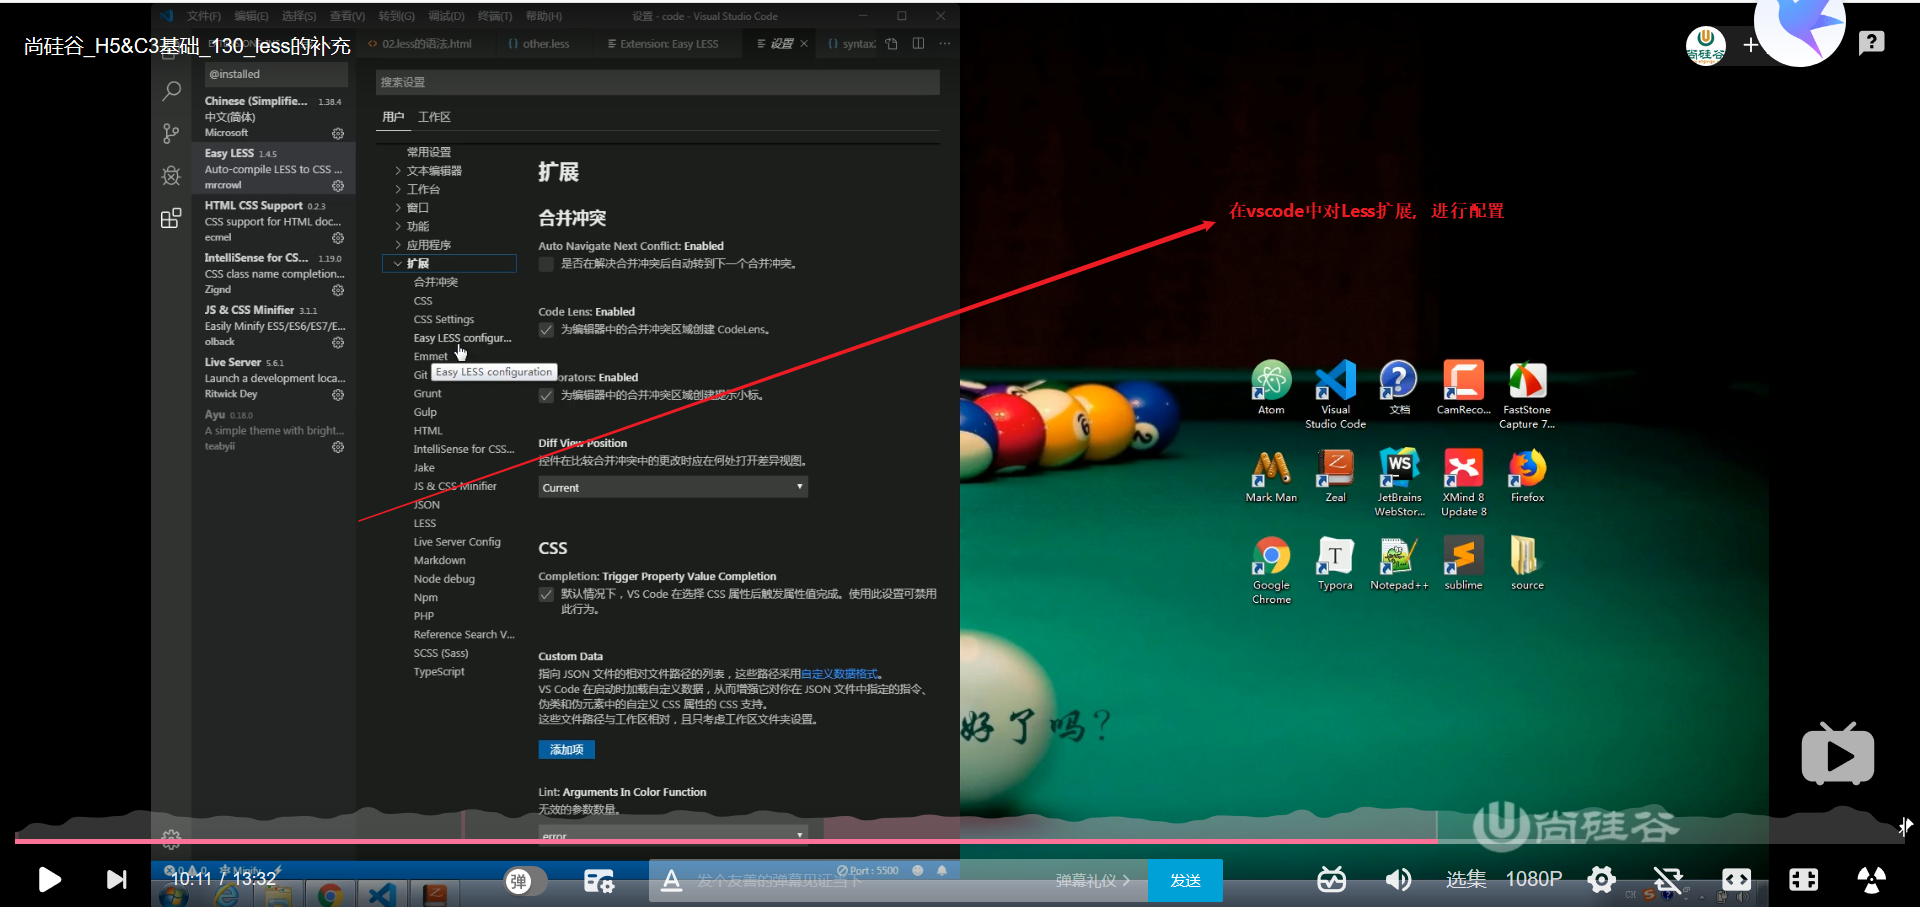 文件(F) 编辑(E) 选择(S) 查看(V) 转到(G) 调试(D) 终端(T) 帮助(H) 设置 - code - Visual Studio Code
尚硅谷_H5&C3基础_130_less的补充
02.less的语法.html
other.less
Extension: Easy LESS
设置
syntax2
@installed
Chinese (Simplifie... 1.38.4
中文(简体)
Microsoft
Easy LESS 1.4.5
Auto-compile LESS to CSS ...
mrcrowl
HTML CSS Support 0.2.3
CSS support for HTML doc...
ecmel
IntelliSense for CS... 1.19.0
CSS class name completion...
Zignd
JS & CSS Minifier 3.1.1
Easily Minify ES5/ES6/ES7/E...
olback
Live Server 5.6.1
Launch a development loca...
Ritwick Dey
Ayu 0.18.0
A simple theme with bright...
teabyii
搜索设置
用户 工作区
常用设置
文本编辑器
工作台
窗口
功能
应用程序
扩展
合并冲突
CSS
CSS Settings
Easy LESS configur...
Emmet
Git
Easy LESS configuration
Grunt
Gulp
HTML
IntelliSense for CSS...
Jake
JS & CSS Minifier
JSON
LESS
Live Server Config
Markdown
Node debug
Npm
PHP
Reference Search V...
SCSS (Sass)
TypeScript
扩展
合并冲突
Auto Navigate Next Conflict: Enabled
是否在解决合并冲突后自动转到下一个合并冲突。
Code Lens: Enabled
为编辑器中的合并冲突区域创建 CodeLens。
orators: Enabled
为编辑器中的合并冲突区域创建提示小标。
Diff View Position
控件在比较合并冲突中的更改时应在何处打开差异视图。
Current
CSS
Completion: Trigger Property Value Completion
默认情况下，VS Code 在选择 CSS 属性后触发属性值完成。使用此设置可禁用
此行为。
Custom Data
指向 JSON 文件的相对文件路径的列表，这些路径采用自定义数据格式。
VS Code 在启动时加载自定义数据，从而增强它对你在 JSON 文件中指定的指令、
伪类和伪元素中的自定义 CSS 属性的 CSS 支持。
这些文件路径与工作区相对，且只考虑工作区文件夹设置。
添加项
Lint: Arguments In Color Function
无效的参数数量。
error
在vscode中对Less扩展，进行配置
Atom
Visual
Studio Code
文档
CamReco...
FastStone
Capture 7...
Mark Man
Zeal
JetBrains
WebStor...
XMind 8
Update 8
Firefox
Google
Chrome
Typora
Notepad++
sublime
source
好了吗?
尚硅谷
Minify
Port: 5500
10:11 / 13:32
弹
发个友善的弹幕见证当下
弹幕礼仪
发送
选集
1080P